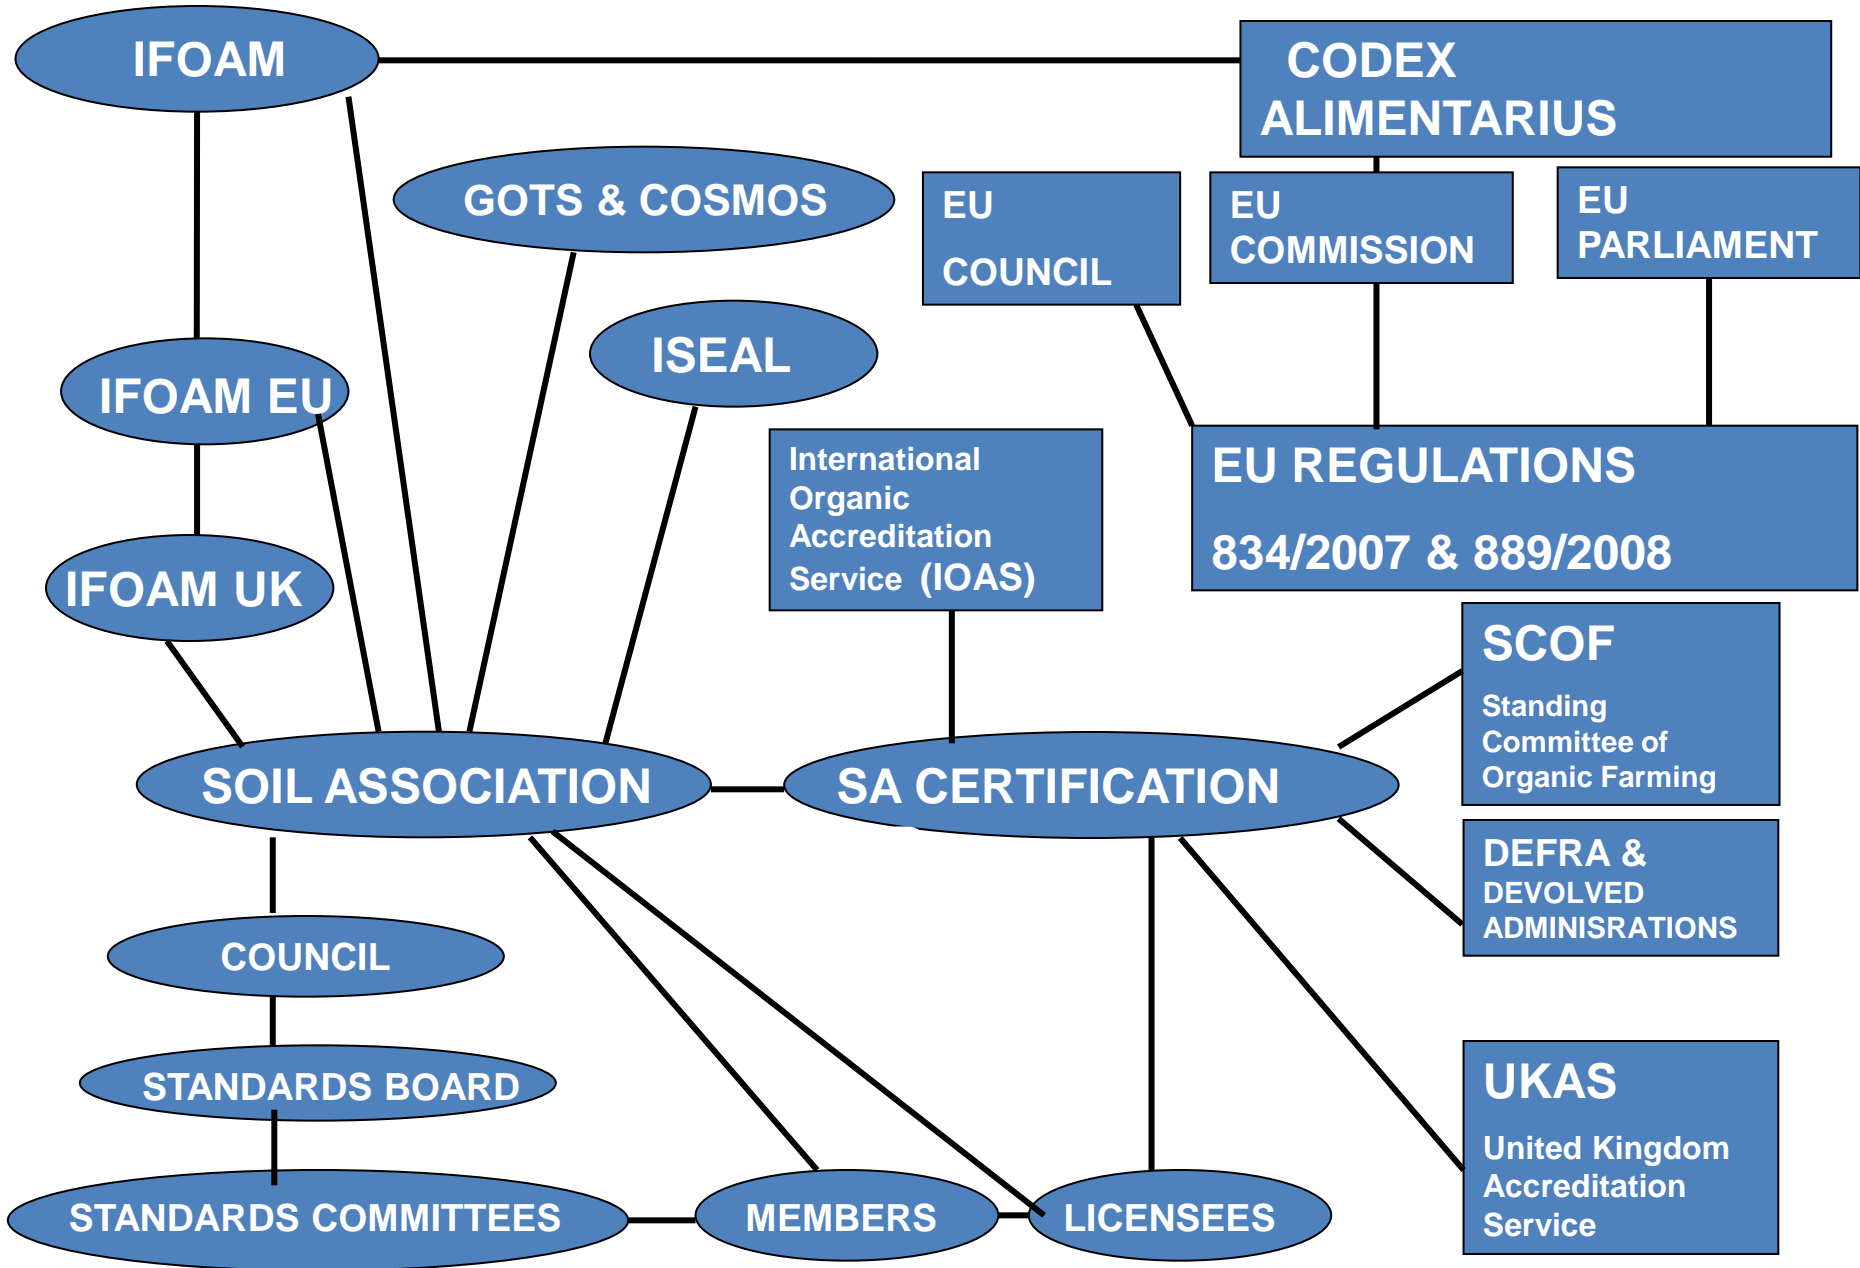 IFOAM
CODEX
ALIMENTARIUS
GOTS & COSMOS
EU
COUNCIL
EU
COMMISSION
EU
PARLIAMENT
ISEAL
IFOAM EU
International
Organic
Accreditation
Service (IOAS)
EU REGULATIONS
834/2007 & 889/2008
IFOAM UK
SCOF
Standing
Committee of
Organic Farming
SOIL ASSOCIATION
SA CERTIFICATION
DEFRA &
DEVOLVED
ADMINISRATIONS
COUNCIL
STANDARDS BOARD
UKAS
United Kingdom
Accreditation
Service
STANDARDS COMMITTEES
MEMBERS
LICENSEES